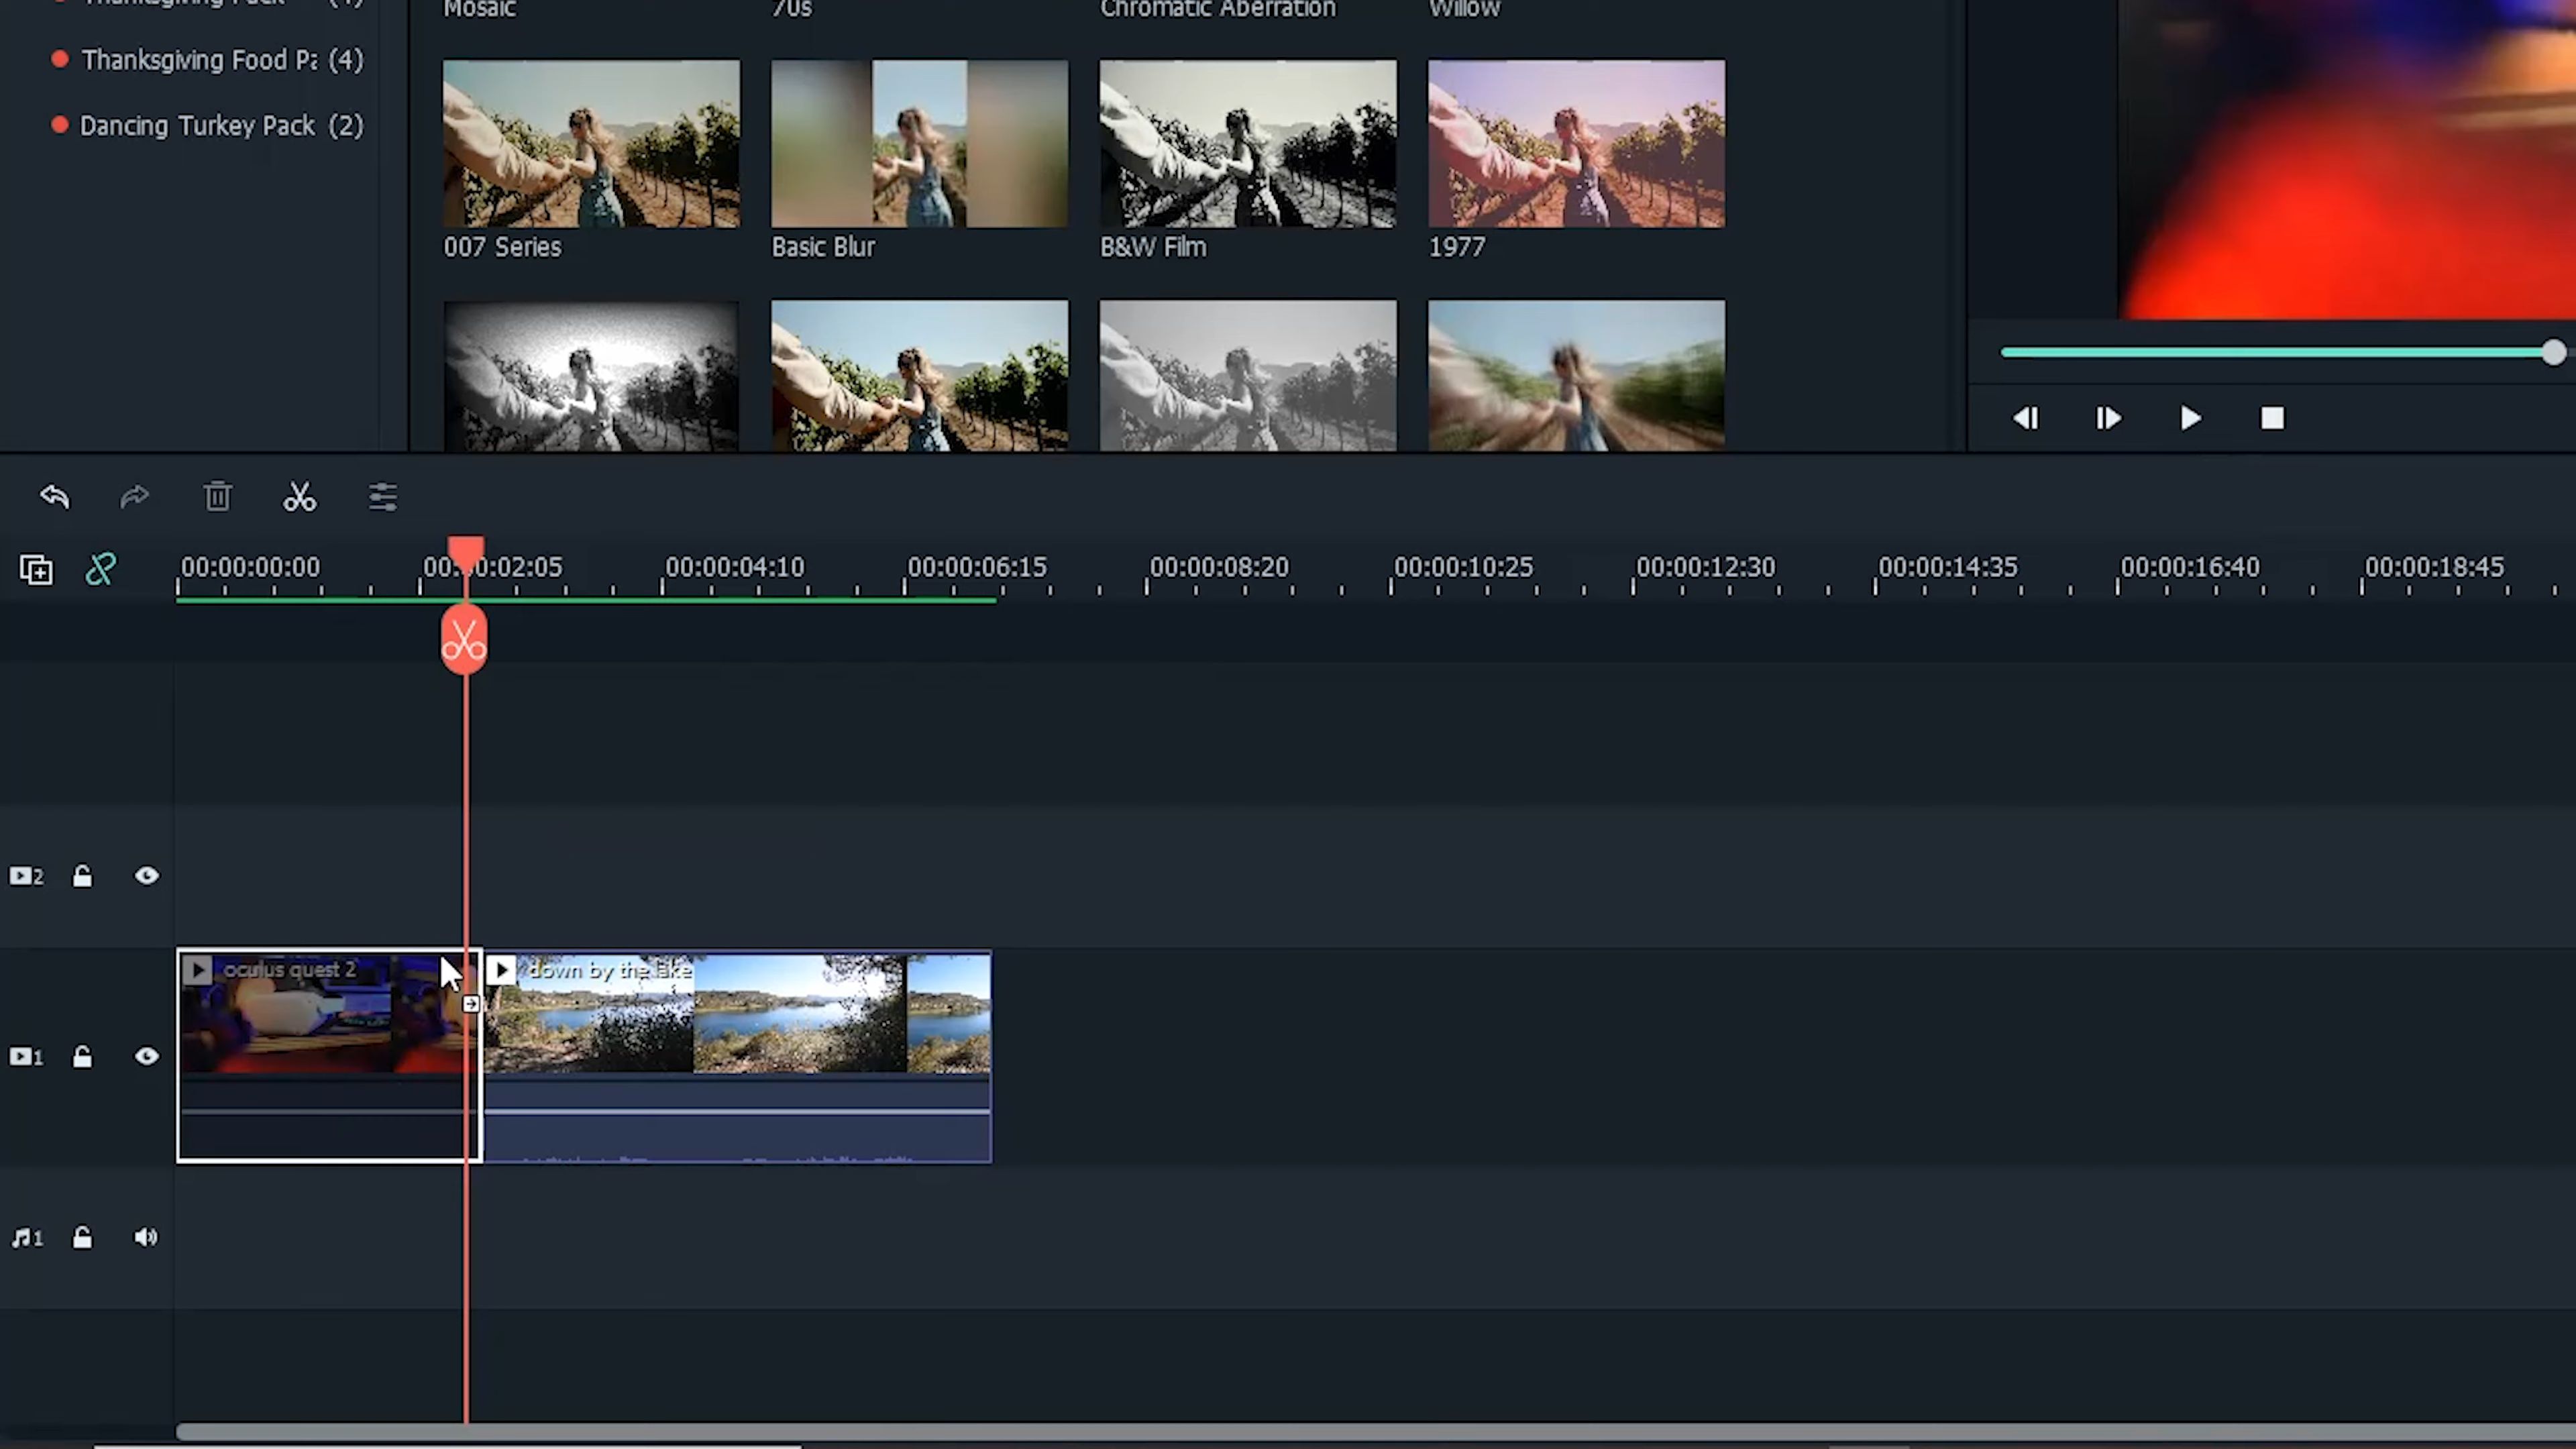 Thanksgiving Pack (4)
Mosaic
70s
Chromatic Aberration
Willow
Thanksgiving Food Pa (4)
Dancing Turkey Pack (2)
007 Series
Basic Blur
B&W Film
1977
00:00:00:00
00:00:02:05
00:00:04:10
00:00:06:15
00:00:08:20
00:00:10:25
00:00:12:30
00:00:14:35
00:00:16:40
00:00:18:45
2
oculus quest 2
down by the lake
1
1